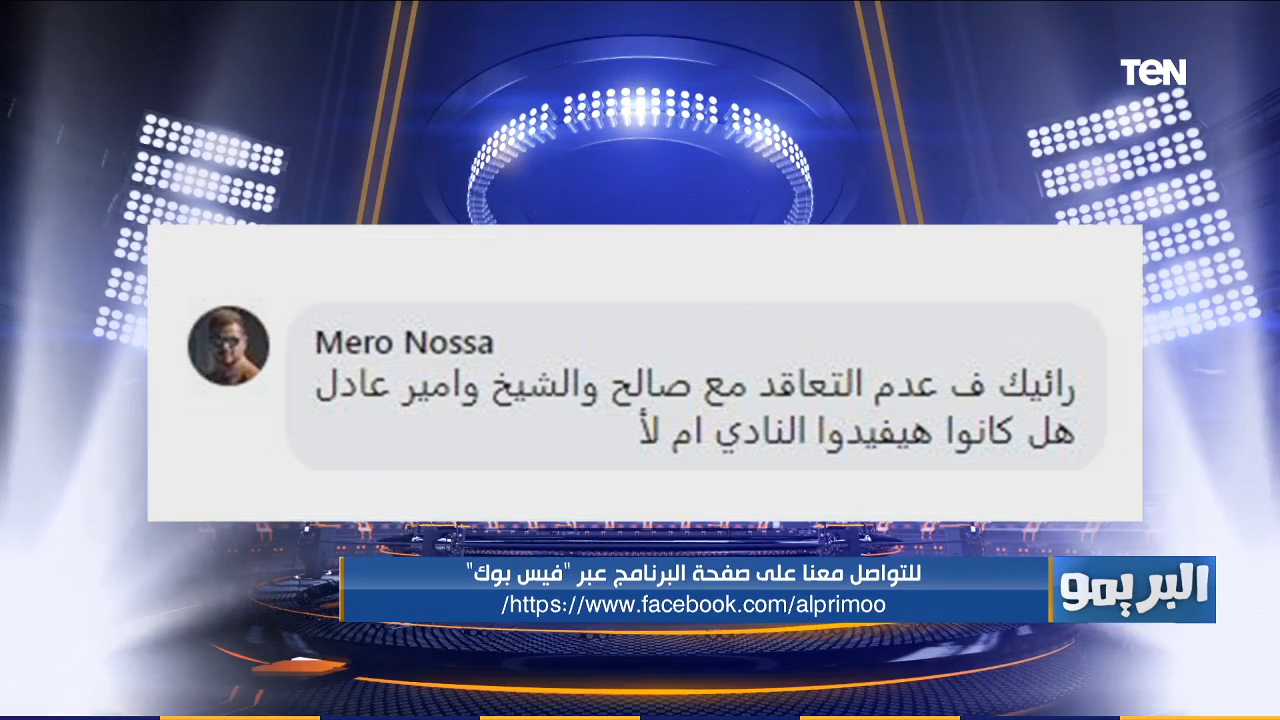 TEN
Mero Nossa
رائيك ف عدم التعاقد مع صالح والشيخ وامير عادل
هل كانوا هيفيدوا النادي ام لأ
البريمو
للتواصل معنا على صفحة البرنامج عبر "فيس بوك"
/https://www.facebook.com/alprimoo